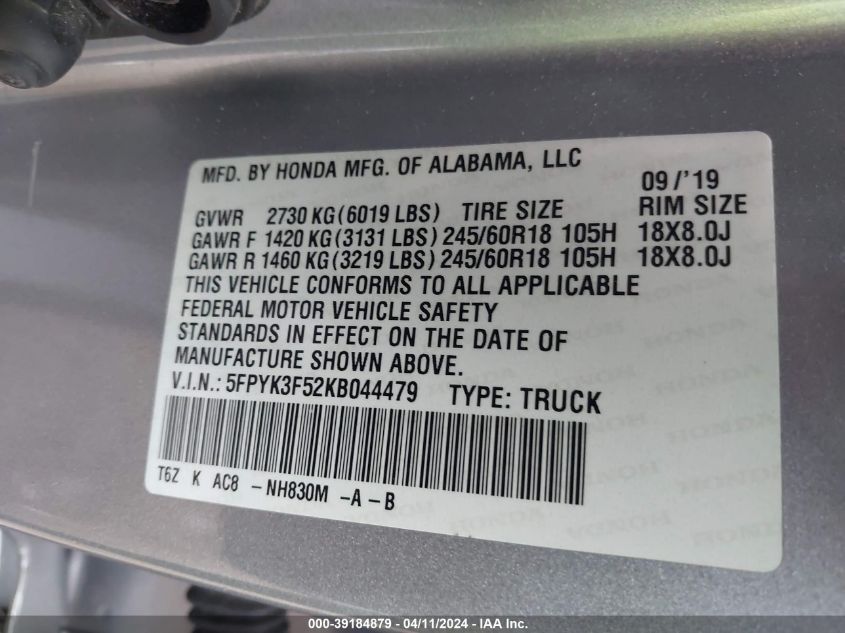 MFD. BY HONDA MFG. OF ALABAMA, LLC
09/'19
GVWR 2730 KG(6019 LBS) TIRE SIZE RIM SIZE
GAWR F 1420 KG(3131 LBS) 245/60R18 105H 18X8.0J
GAWR R 1460 KG(3219 LBS) 245/60R18 105H 18X8.0J
THIS VEHICLE CONFORMS TO ALL APPLICABLE
FEDERAL MOTOR VEHICLE SAFETY
STANDARDS IN EFFECT ON THE DATE OF
MANUFACTURE SHOWN ABOVE.
V.I.N.: 5FPYK3F52KB044479 TYPE: TRUCK
T6Z K AC8 -NH830M -A-B
000-39184879 / 04/11/2024 - IAA Inc.